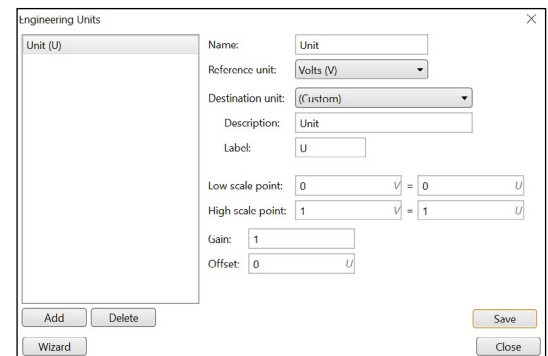 Engineering Units
Unit (U)
Name: Unit
Reference unit: Volts (V)
Destination unit: (Custom)
Description: Unit
Label: U
Low scale point: 0 V = 0 U
High scale point: 1 V = 1 U
Gain: 1
Offset: 0 U
Add Delete Save
Wizard Close